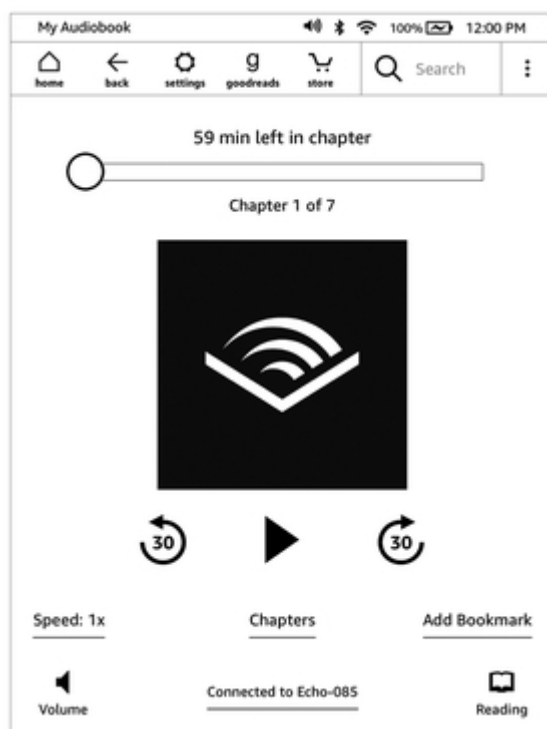 My Audiobook 100% 12:00 PM
home back settings g goodreads store Search
59 min left in chapter
Chapter 1 of 7
30 30
Speed: 1x Chapters Add Bookmark
Volume Connected to Echo-085 Reading